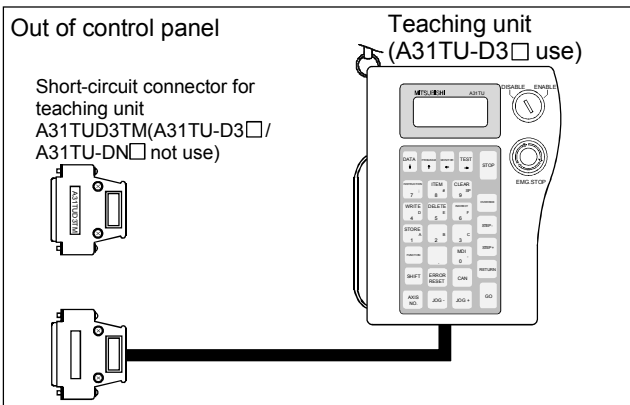 Out of control panel
Teaching unit
(A31TU-D3□ use)
Short-circuit connector for
teaching unit
A31TUD3TM(A31TU-D3□/
A31TU-DN□ not use)
A31TUD3TM
MITSUBISHI A31TU
DISABLE ENABLE
EMG.STOP
DATA TEST STOP
ITEM CLEAR
7 8 9 SP
WRITE DELETE
D E F
4 5 6
STORE
A B C
1 2 3
STEP-
MDI
0
STEP+
RETURN
SHIFT ERROR RESET CAN
AXIS NO. JOG- JOG+ GO